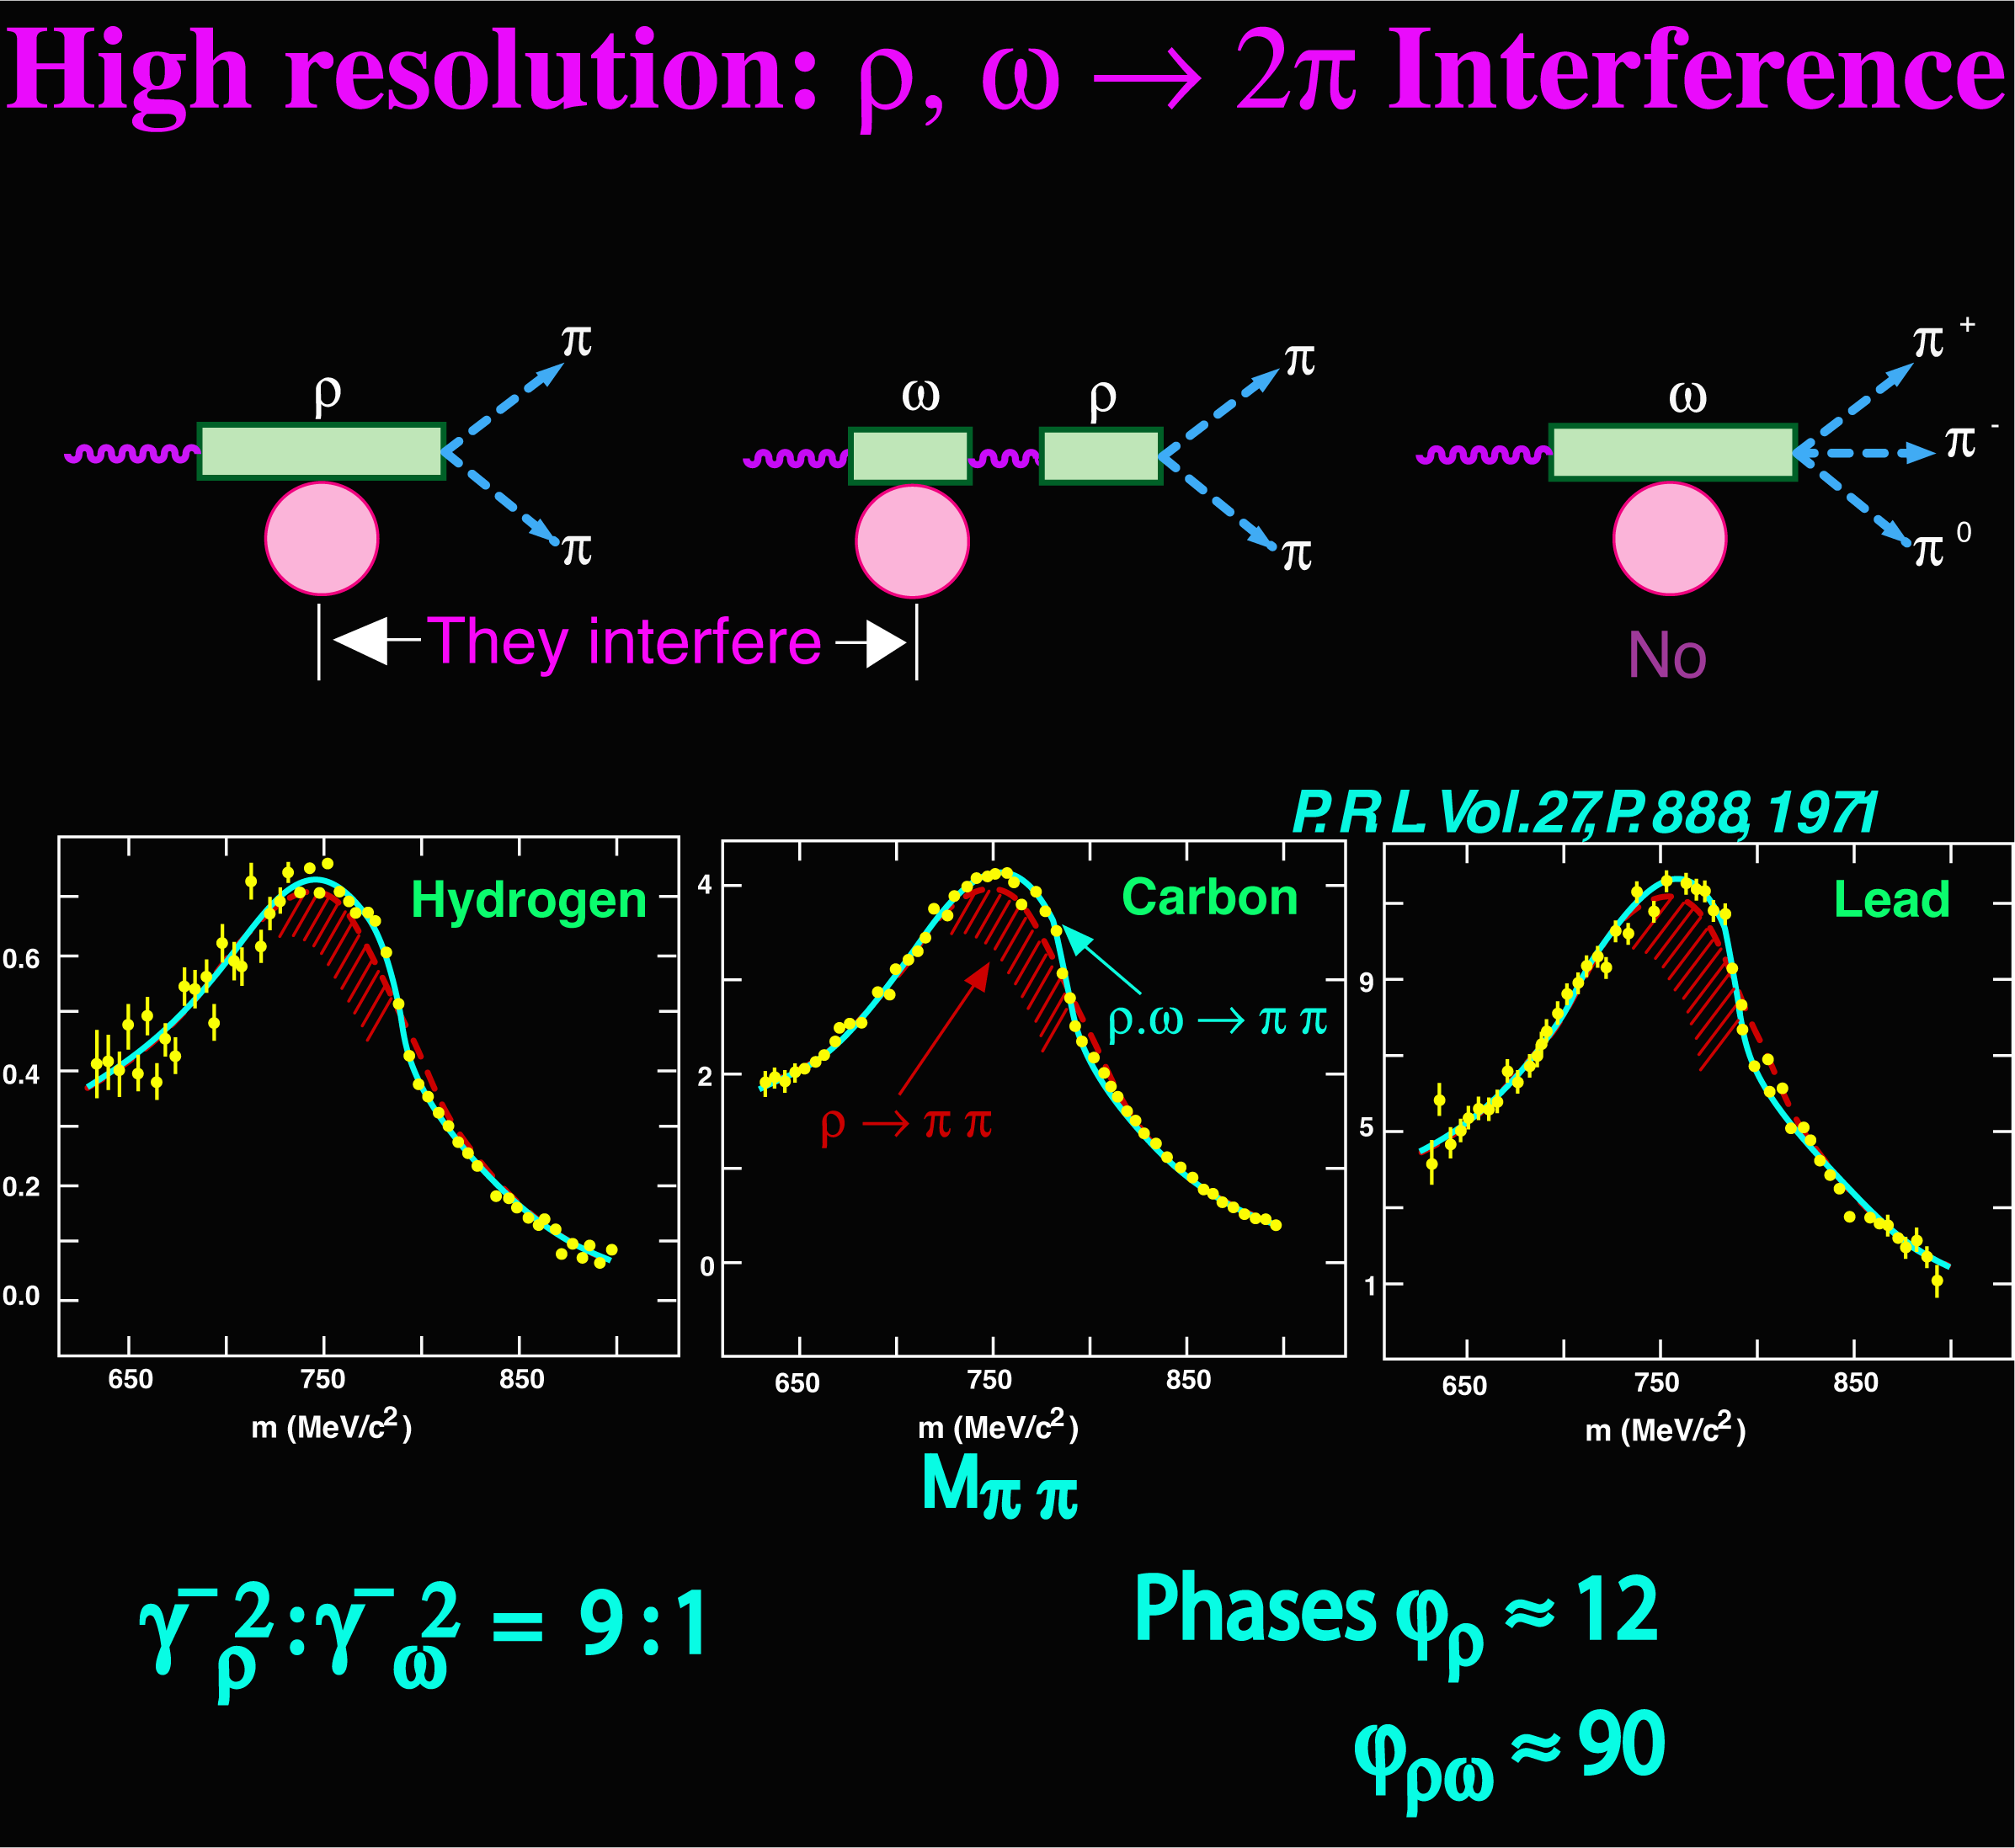 High resolution: ρ, ω → 2π Interference
π
ρ
π
ω
ρ
π
π
ω
π +
π -
π 0
They interfere
No
P.R.L. Vol.27, P. 888, 1971
Hydrogen
0.6
0.4
0.2
0.0
650 750 850
m (MeV/c2)
Carbon
4
2
0
ρ.ω → π π
ρ → π π
650 750 850
m (MeV/c2)
Lead
9
5
1
650 750 850
m (MeV/c2)
Mπ π
γ̄ρ2:γ̄ω2 = 9:1
Phases φρ ≈ 12
φρω ≈ 90